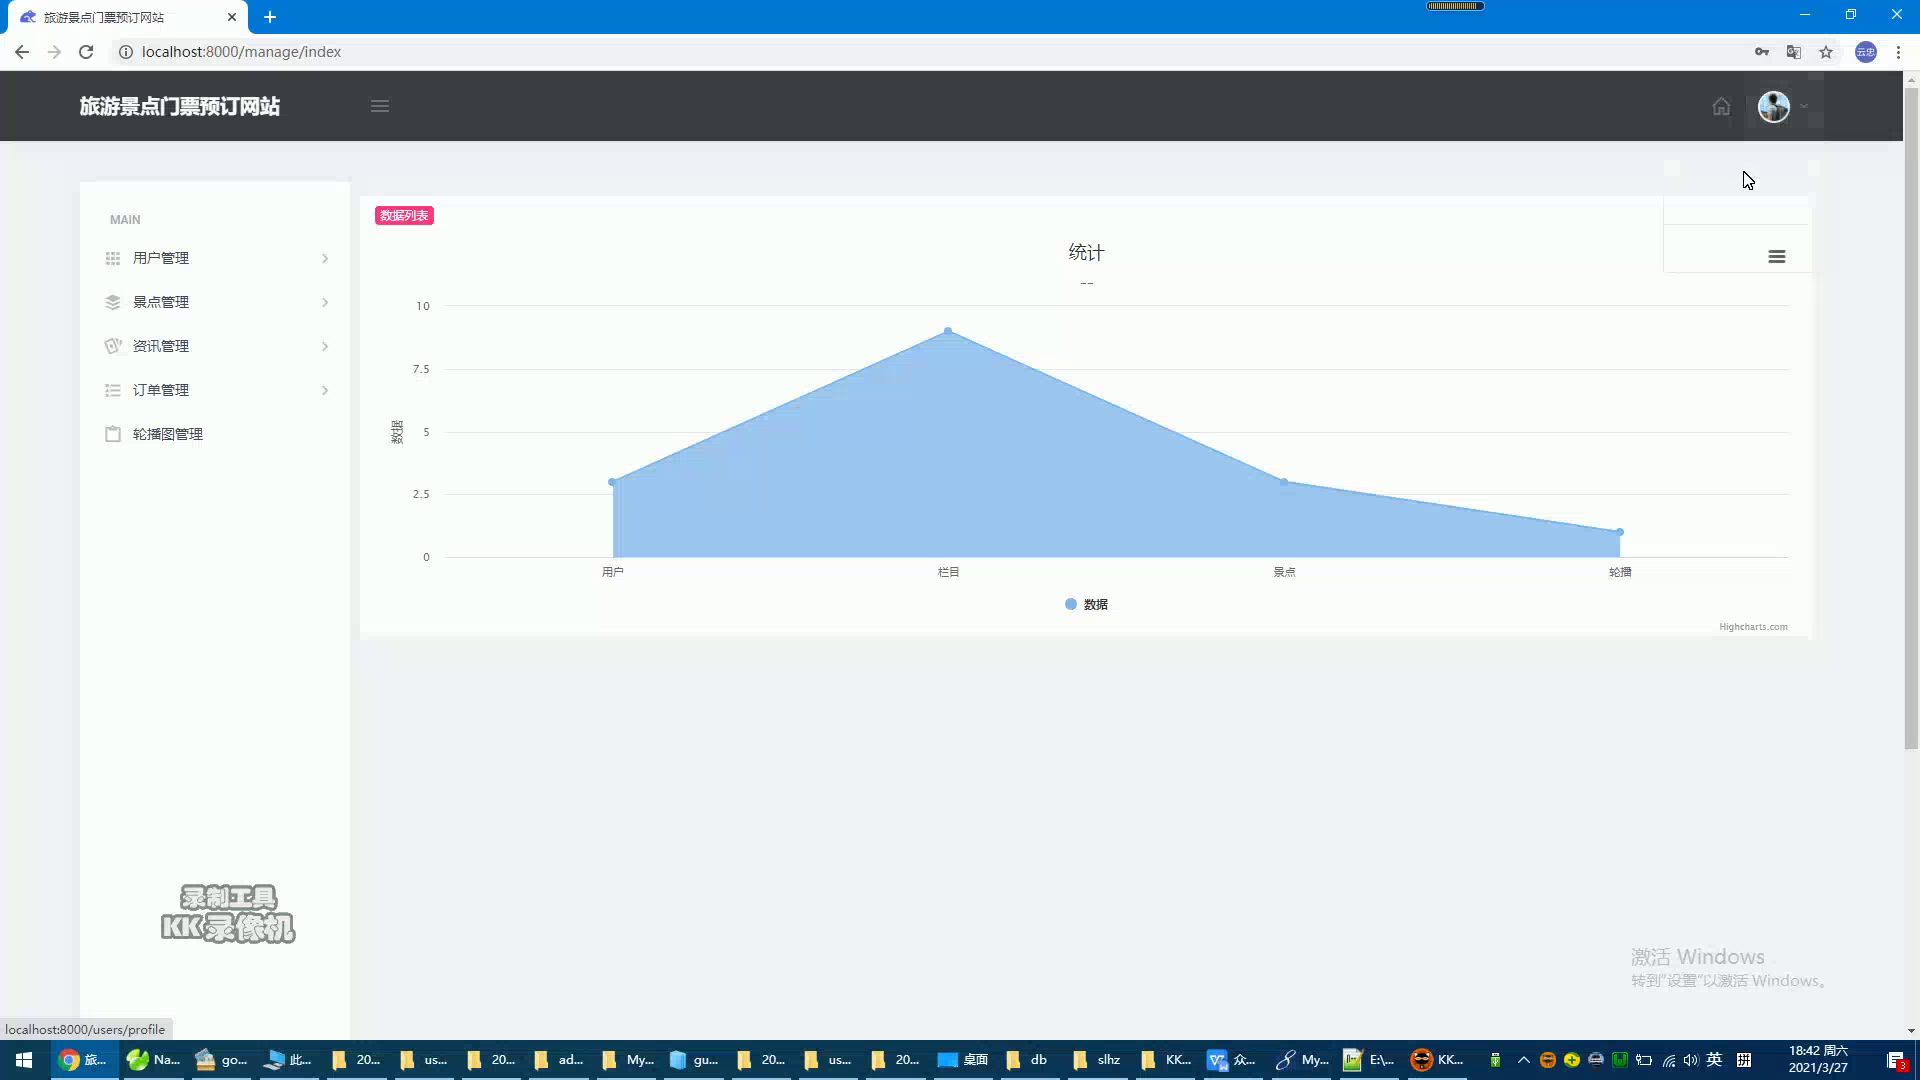 旅游景点门票预订网站
localhost:8000/manage/index
云忠
旅游景点门票预订网站
MAIN
用户管理
景点管理
资讯管理
订单管理
轮播图管理
数据列表
统计
--
10
7.5
5
2.5
0
数据
用户
栏目
景点
轮播
数据
Highcharts.com
录制工具
KK录像机
激活 Windows
转到"设置"以激活 Windows。
localhost:8000/users/profile
旅...
Na...
go...
此...
20...
us...
20...
ad...
My...
gu...
20...
us...
20...
桌面
db
slhz
KK...
众...
My...
E:\...
KK...
英
拼
18:42 周六
2021/3/27
3